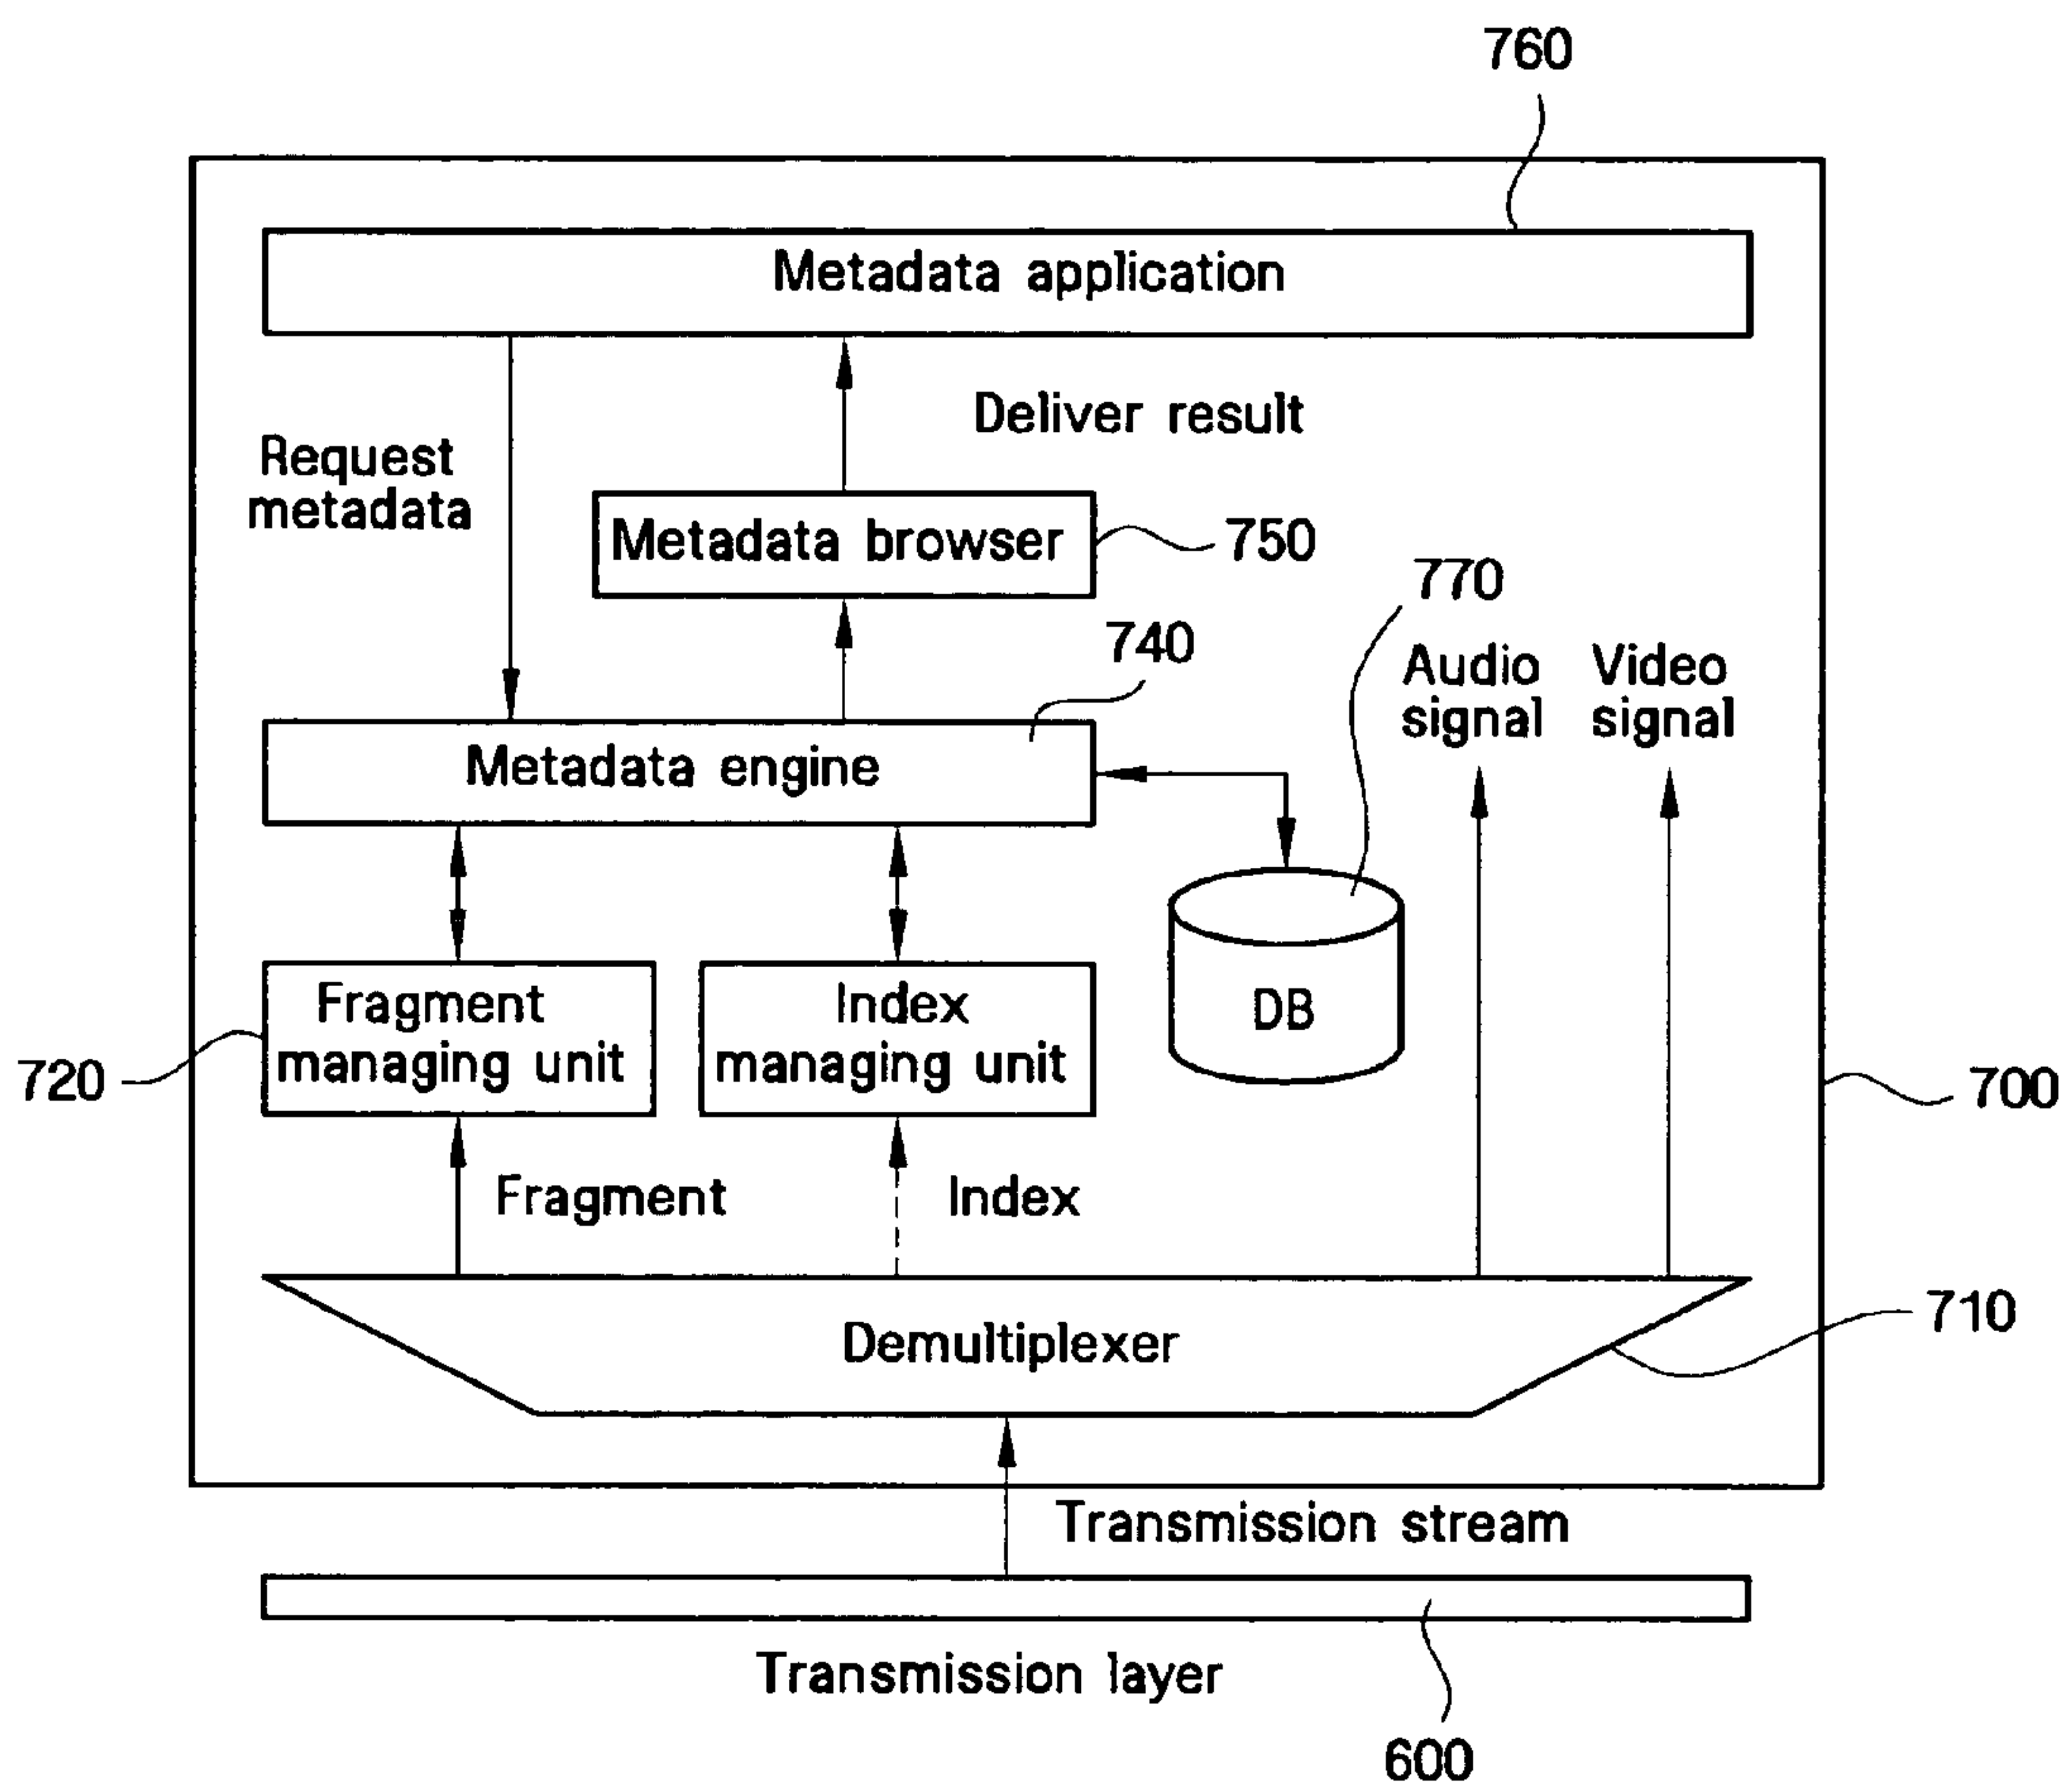 760
Metadata application
Deliver result
Request
metadata
Metadata browser
750
770
740
Audio
signal
Video
signal
Metadata engine
Fragment
managing unit
Index
managing unit
DB
720
700
Fragment
Index
Demultiplexer
710
Transmission stream
Transmission layer
600